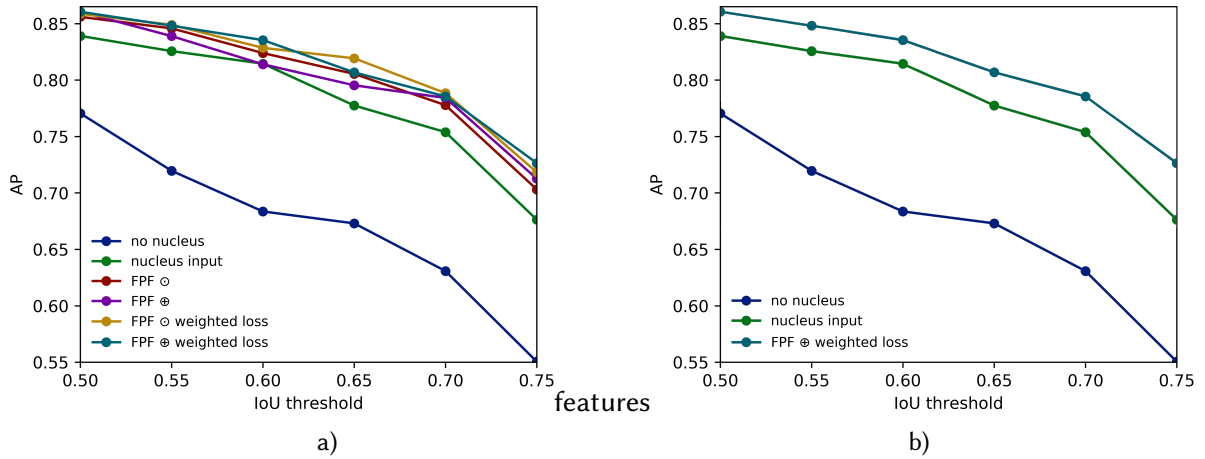 0.85
0.80
0.75
0.70
0.65
0.60
0.55
AP
no nucleus
nucleus input
FPF ⊙
FPF ⊕
FPF ⊙ weighted loss
FPF ⊕ weighted loss
0.50 0.55 0.60 0.65 0.70 0.75
IoU threshold
a)
features
0.85
0.80
0.75
0.70
0.65
0.60
0.55
AP
no nucleus
nucleus input
FPF ⊕ weighted loss
0.50 0.55 0.60 0.65 0.70 0.75
IoU threshold
b)